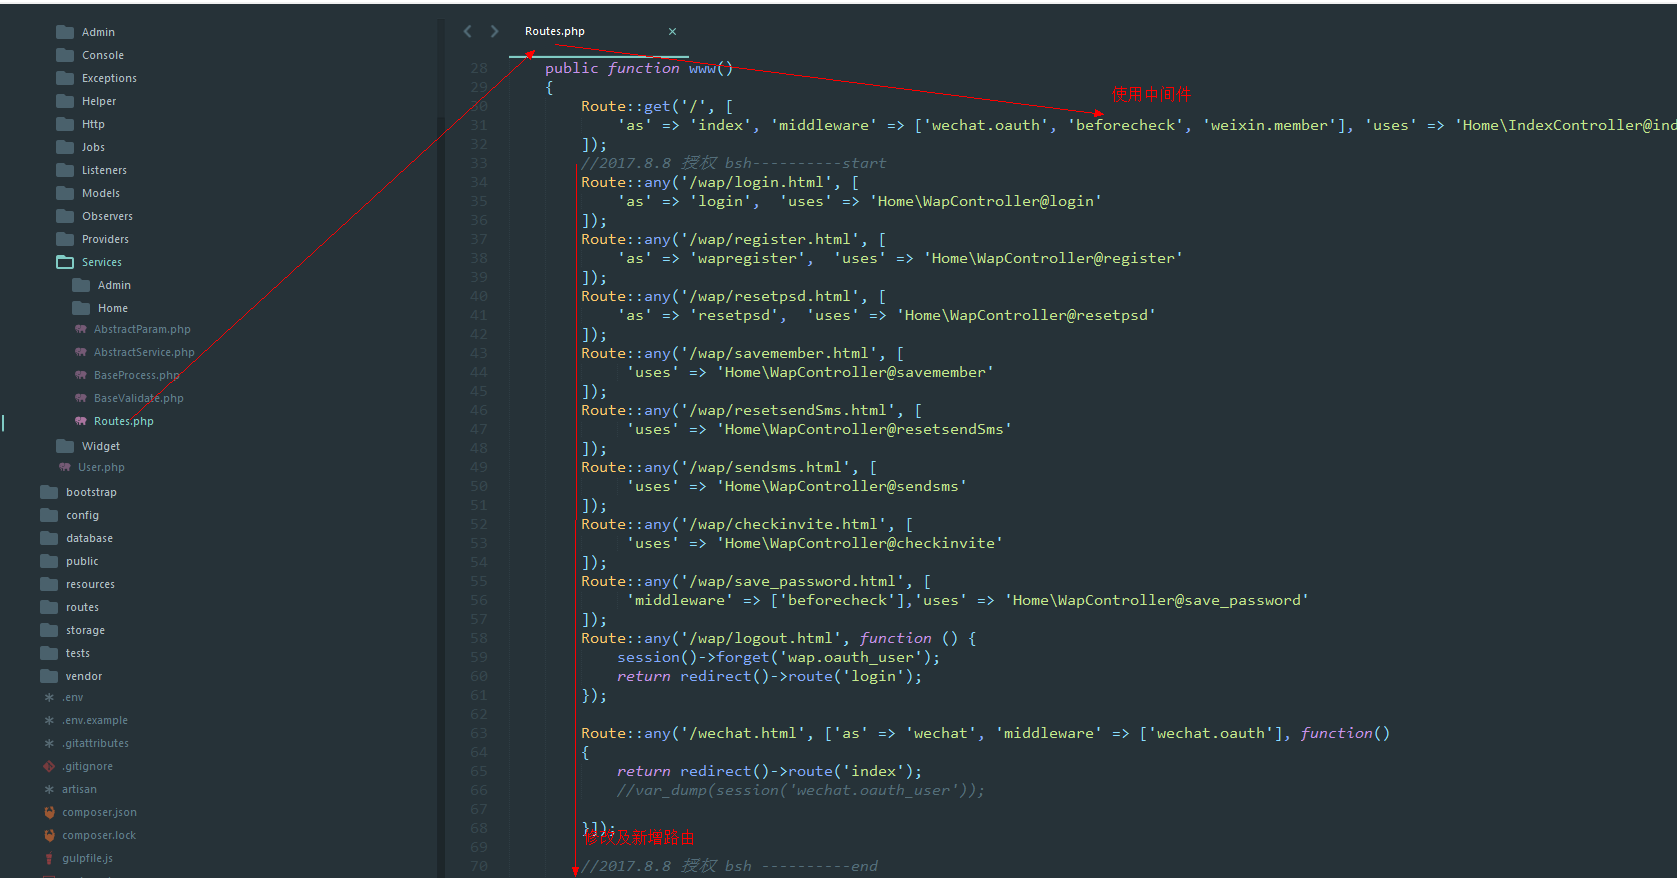 Admin
Console
Exceptions
Helper
Http
Jobs
Listeners
Models
Observers
Providers
Services
Admin
Home
AbstractParam.php
AbstractService.php
BaseProcess.php
BaseValidate.php
Routes.php
Widget
User.php
bootstrap
config
database
public
resources
routes
storage
tests
vendor
.env
.env.example
.gitattributes
.gitignore
artisan
composer.json
composer.lock
gulpfile.js
Routes.php ×
使用中间件
28 public function www()
29 {
30 Route::get('/', [
31 'as' => 'index', 'middleware' => ['wechat.oauth', 'beforecheck', 'weixin.member'], 'uses' => 'Home\IndexController@ind
32 ]);
33 //2017.8.8 授权 bsh----------start
34 Route::any('/wap/login.html', [
35 'as' => 'login', 'uses' => 'Home\WapController@login'
36 ]);
37 Route::any('/wap/register.html', [
38 'as' => 'wapregister', 'uses' => 'Home\WapController@register'
39 ]);
40 Route::any('/wap/resetpsd.html', [
41 'as' => 'resetpsd', 'uses' => 'Home\WapController@resetpsd'
42 ]);
43 Route::any('/wap/savemember.html', [
44 'uses' => 'Home\WapController@savemember'
45 ]);
46 Route::any('/wap/resetsendSms.html', [
47 'uses' => 'Home\WapController@resetsendSms'
48 ]);
49 Route::any('/wap/sendsms.html', [
50 'uses' => 'Home\WapController@sendsms'
51 ]);
52 Route::any('/wap/checkinvite.html', [
53 'uses' => 'Home\WapController@checkinvite'
54 ]);
55 Route::any('/wap/save_password.html', [
56 'middleware' => ['beforecheck'],'uses' => 'Home\WapController@save_password'
57 ]);
58 Route::any('/wap/logout.html', function () {
59 session()->forget('wap.oauth_user');
60 return redirect()->route('login');
61 });
62
63 Route::any('/wechat.html', ['as' => 'wechat', 'middleware' => ['wechat.oauth'], function()
64 {
65 return redirect()->route('index');
66 //var_dump(session('wechat.oauth_user'));
67
68 }]);
修改及新增路由
69
70 //2017.8.8 授权 bsh ----------end